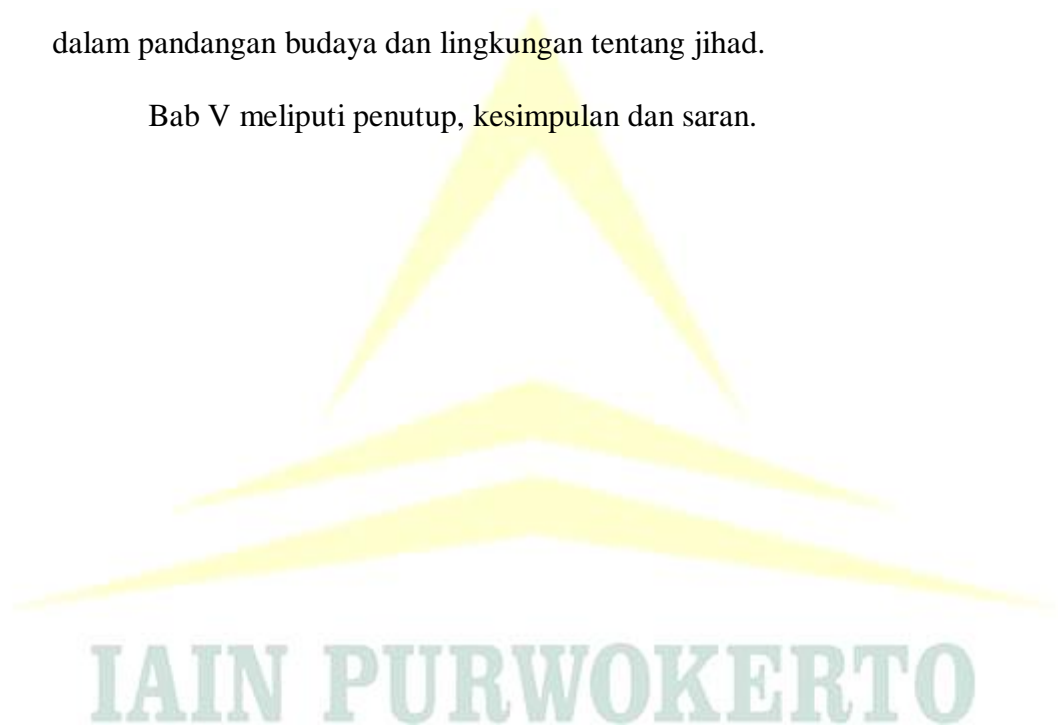 dalam pandangan budaya dan lingkungan tentang jihad.
Bab V meliputi penutup, kesimpulan dan saran.
IAIN PURWOKERTO